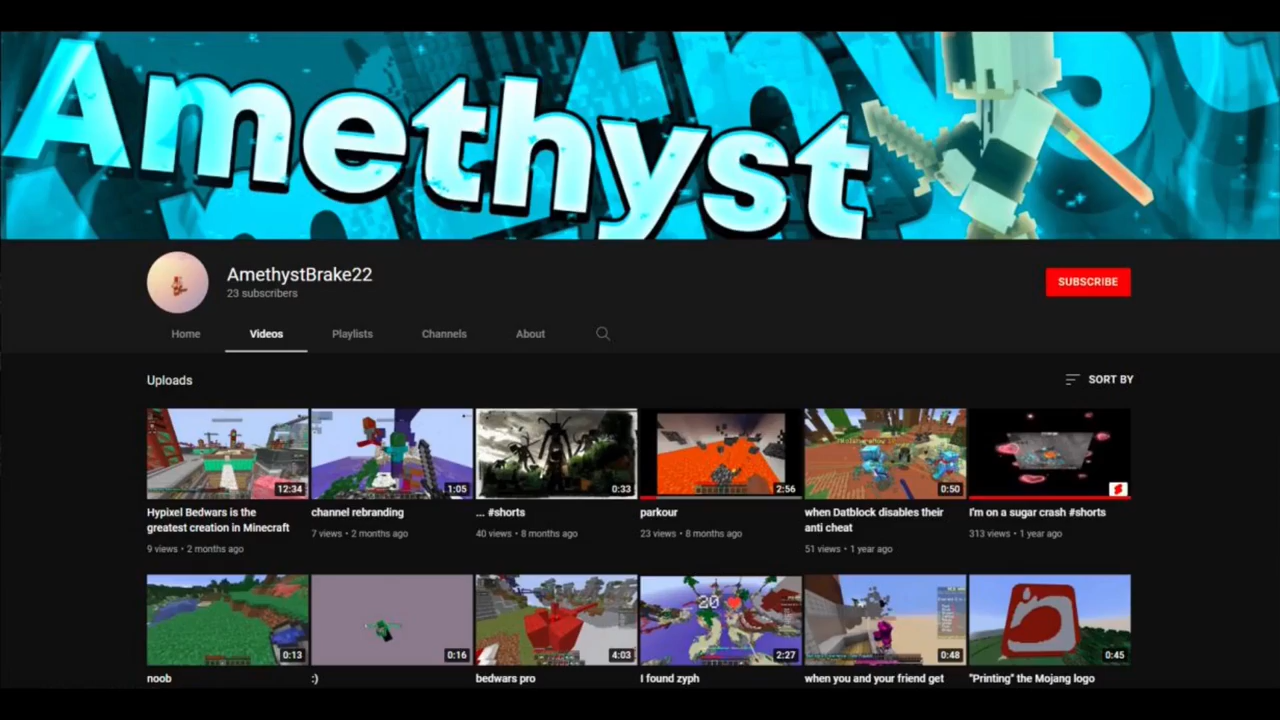 Amethyst
AmethystBrake22
23 subscribers
SUBSCRIBE
Home
Videos
Playlists
Channels
About
Uploads
SORT BY
12:34
1:05
0:33
2:56
0:50
Hypixel Bedwars is the
greatest creation in Minecraft
9 views • 2 months ago
channel rebranding
7 views • 2 months ago
... #shorts
40 views • 8 months ago
parkour
23 views • 8 months ago
when Datblock disables their
anti cheat
51 views • 1 year ago
I'm on a sugar crash #shorts
313 views • 1 year ago
0:13
0:16
4:03
20
2:27
0:48
0:45
noob
:)
bedwars pro
I found zyph
when you and your friend get
"Printing" the Mojang logo